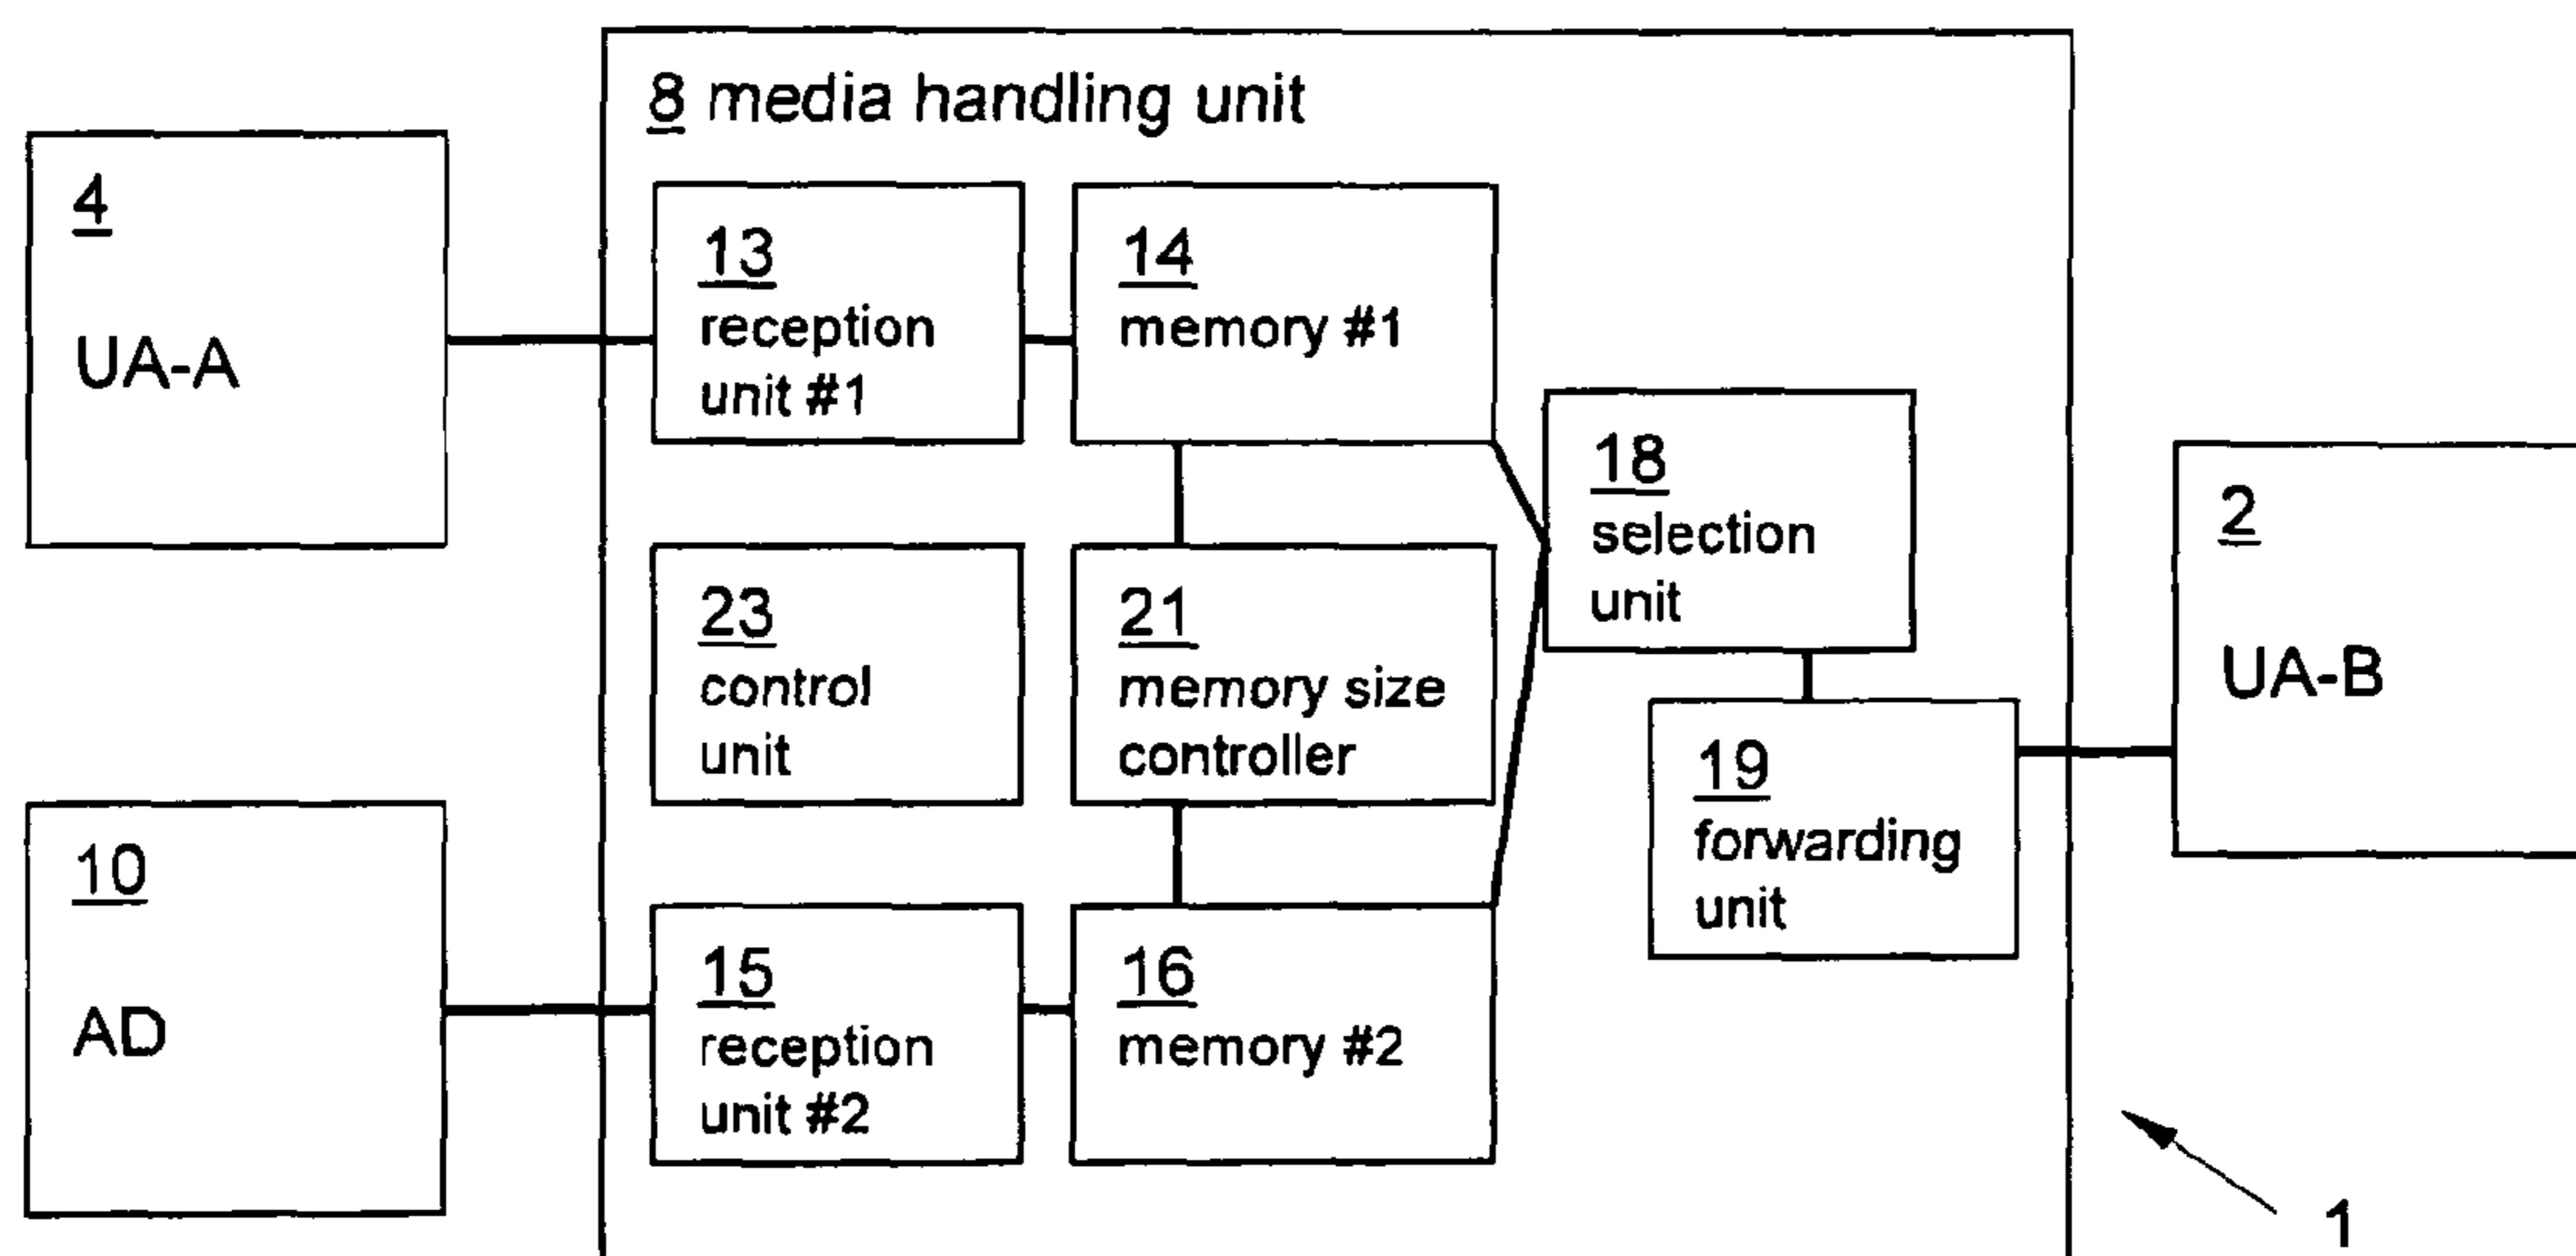 8 media handling unit
4
UA-A
13
reception
unit #1
14
memory #1
18
selection
unit
2
UA-B
23
control
unit
21
memory size
controller
19
forwarding
unit
10
AD
15
reception
unit #2
16
memory #2
1